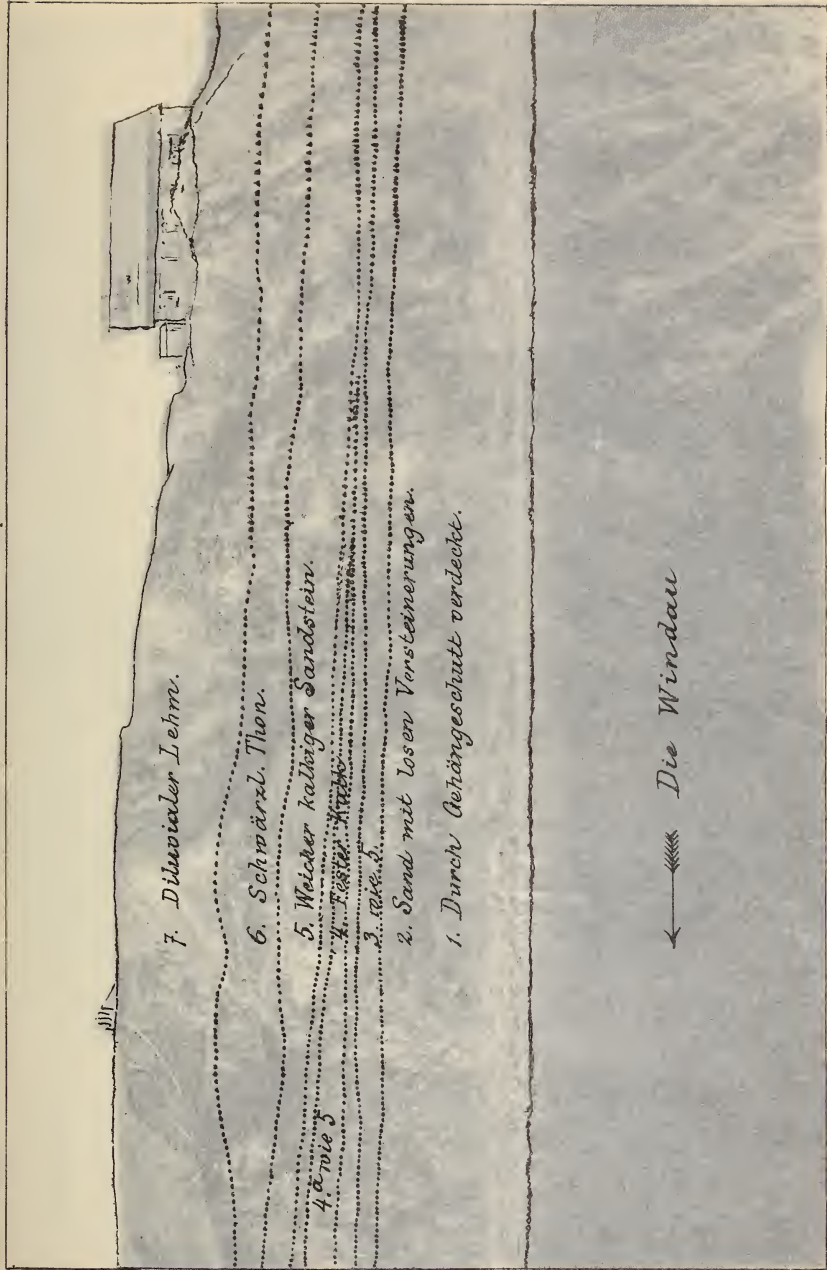 7. Diluvialer Lehm.
6. Schwärzl. Thon.
5. Weicher kalkiger Sandstein.
4. Fester Kalk
4.a wie 5
3. wie 5.
2. Sand mit losen Versteinerungen.
1. Durch Gehängeschutt verdeckt.
Die Windau